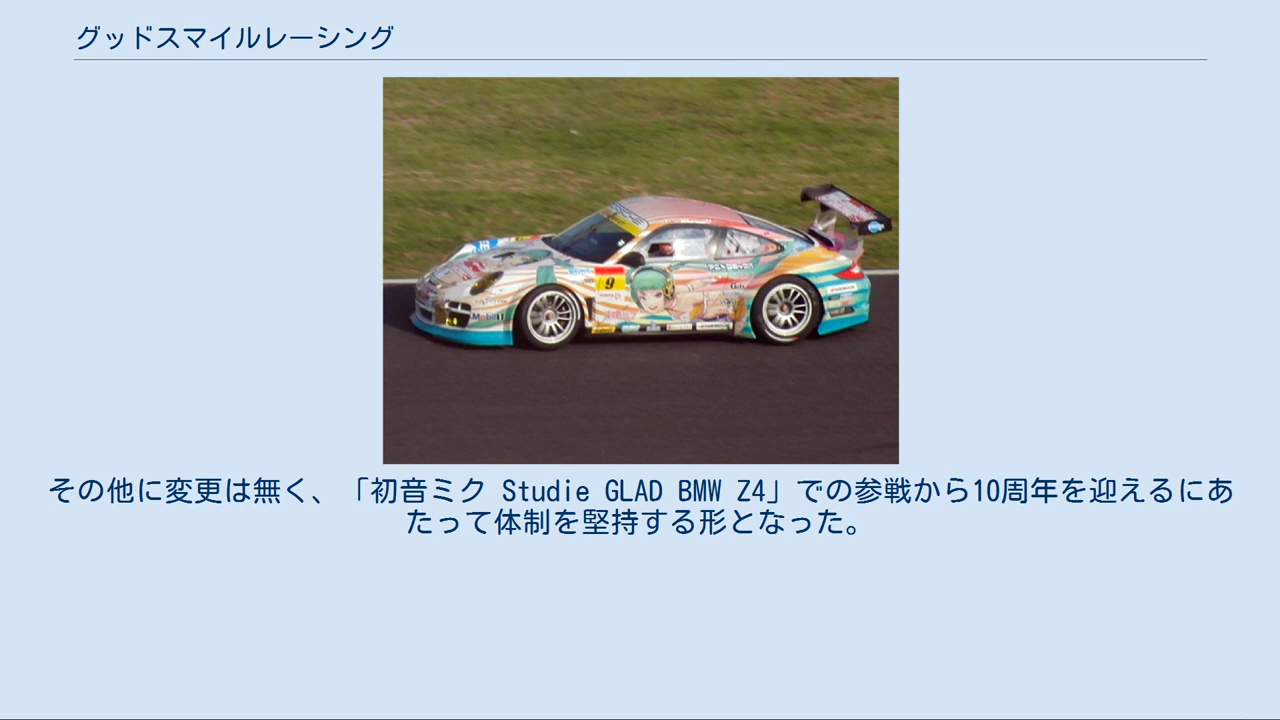 グッドスマイルレーシング
9
Mobil 1
その他に変更は無く、「初音ミク Studie GLAD BMW Z4」での参戦から10周年を迎えるにあ
たって体制を堅持する形となった。